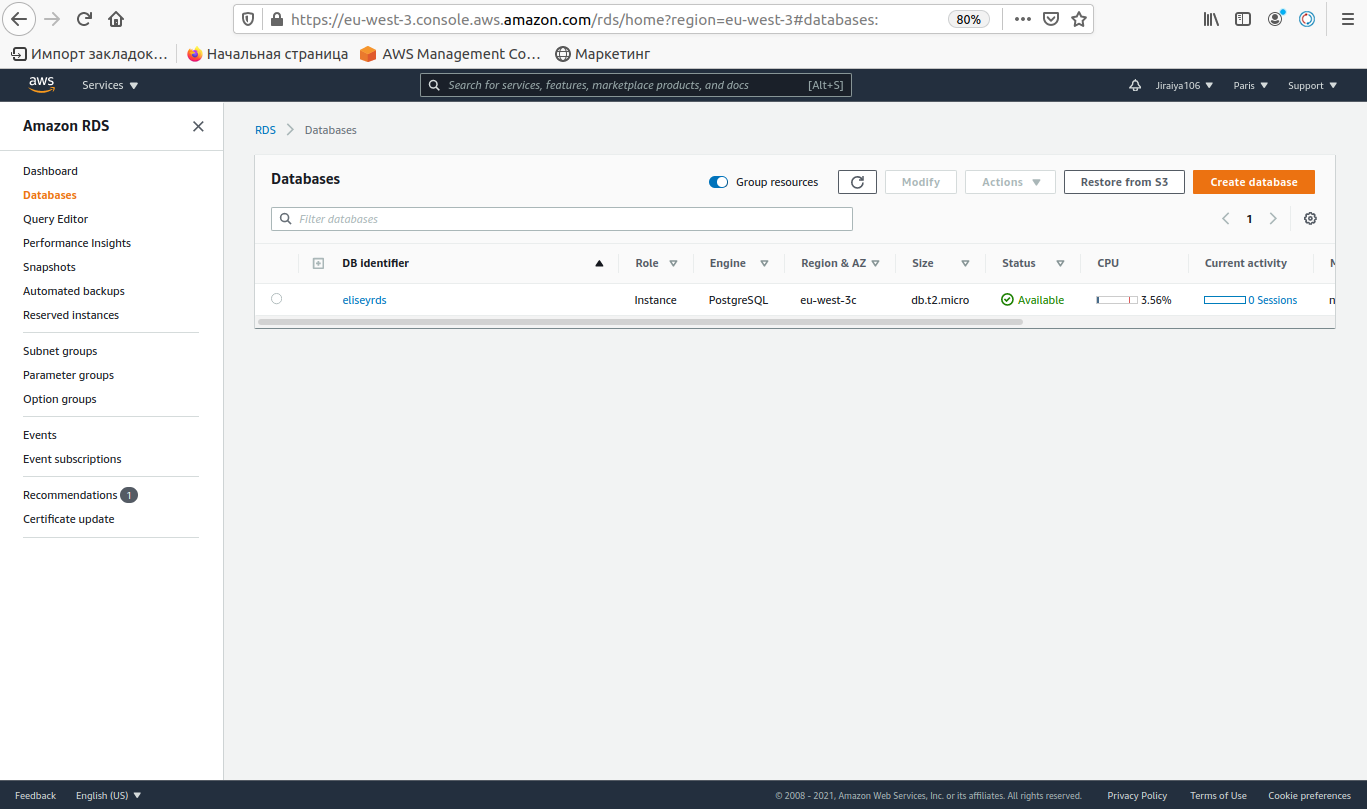 https://eu-west-3.console.aws.amazon.com/rds/home?region=eu-west-3#databases: 80%
Импорт закладок… Начальная страница AWS Management Co… Маркетинг
aws Services Search for services, features, marketplace products, and docs [Alt+S] Jiraiya106 Paris Support
Amazon RDS
Dashboard
Databases
Query Editor
Performance Insights
Snapshots
Automated backups
Reserved instances
Subnet groups
Parameter groups
Option groups
Events
Event subscriptions
Recommendations 1
Certificate update
RDS Databases
Databases Group resources Modify Actions Restore from S3 Create database
Filter databases 1
DB identifier Role Engine Region & AZ Size Status CPU Current activity
eliseyrds Instance PostgreSQL eu-west-3c db.t2.micro Available 3.56% 0 Sessions
Feedback English (US) © 2008 - 2021, Amazon Web Services, Inc. or its affiliates. All rights reserved. Privacy Policy Terms of Use Cookie preferences